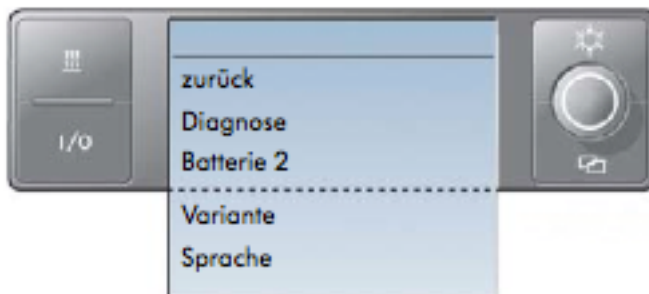 I/O
zurück
Diagnose
Batterie 2
Variante
Sprache